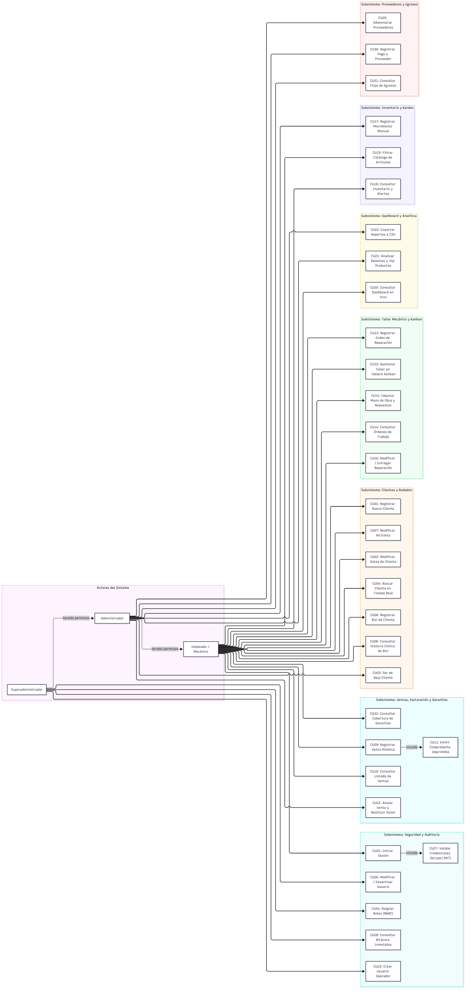 Subsistema: Proveedores y Egresos
CU29:
Administrar
Proveedores
CU30: Registrar
Pago a
Proveedor
CU31: Consultar
Flujo de Egresos
Subsistema: Inventario y Kardex
CU17: Registrar
Movimiento
Manual
CU19: Filtrar
Catálogo de
Artículos
CU18: Consultar
Inventario y
Alertas
Subsistema: Dashboard y Analítica
CU22: Exportar
Reportes a CSV
CU21: Analizar
Balances y Top
Productos
CU20: Consultar
Dashboard en
Vivo
Subsistema: Taller Mecánico y Kanban
CU13: Registrar
Orden de
Reparación
CU33: Gestionar
Taller en
Tablero Kanban
CU15: Imputar
Mano de Obra y
Repuestos
CU14: Consultar
Órdenes de
Trabajo
CU16: Modificar
/ Entregar
Reparación
Subsistema: Clientes y Rodados
CU01: Registrar
Nuevo Cliente
CU07: Modificar
Bicicleta
CU02: Modificar
Datos de Cliente
CU04: Buscar
Cliente en
Tiempo Real
CU06: Registrar
Bici de Cliente
CU08: Consultar
Historia Clínica
de Bici
CU03: Dar de
Baja Cliente
Actores del Sistema
hereda permisos
Administrador
hereda permisos
Empleado /
Mecánico
Superadministrador
Subsistema: Ventas, Facturación y Garantías
CU32: Consultar
Cobertura de
Garantías
CU09: Registrar
Venta Atómica
include
CU11: Emitir
Comprobante
Imprimible
CU10: Consultar
Listado de
Ventas
CU12: Anular
Venta y
Restituir Stock
Subsistema: Seguridad y Auditoría
CU25: Iniciar
Sesión
include
CU27: Validar
Credenciales
(bcrypt/JWT)
CU26: Modificar
/ Desactivar
Usuario
CU24: Asignar
Roles (RBAC)
CU28: Consultar
Bitácora
Inmutable
CU23: Crear
Usuario
Operador